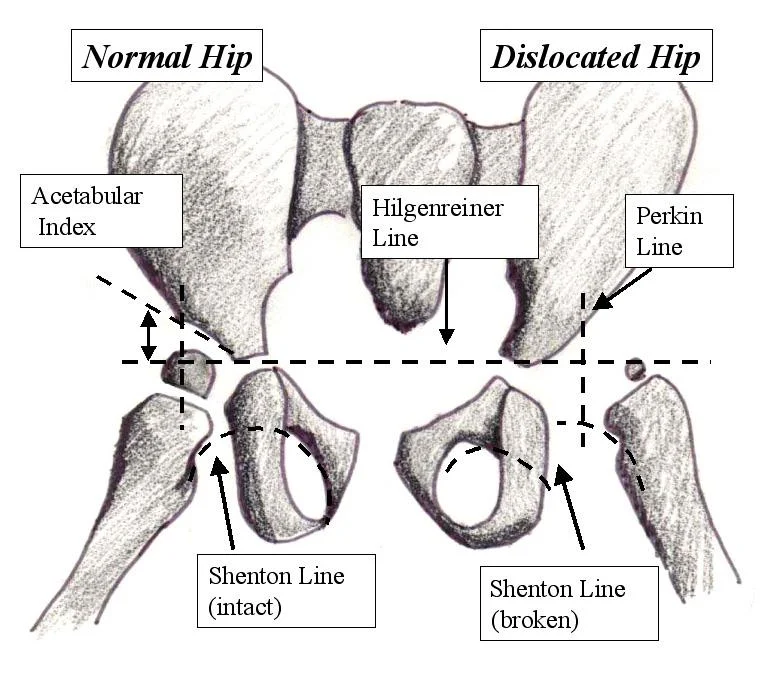 Normal Hip
Dislocated Hip
Acetabular
Index
Hilgenreiner
Line
Perkin
Line
Shenton Line
(intact)
Shenton Line
(broken)